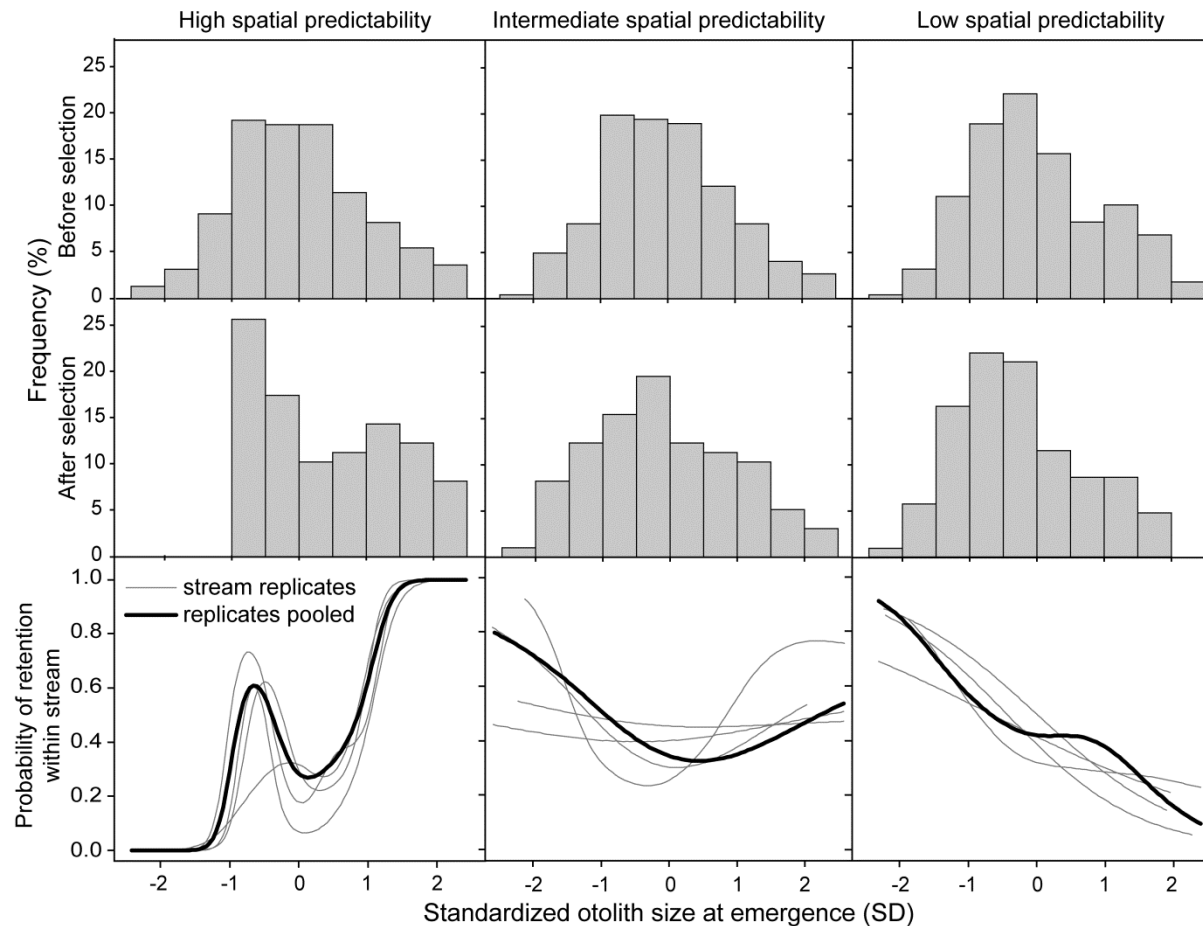 High spatial predictability
Intermediate spatial predictability
Low spatial predictability
Frequency (%)
Before selection
25
20
15
10
5
0
After selection
25
20
15
10
5
0
Probability of retention
within stream
1.0
0.8
0.6
0.4
0.2
0.0
stream replicates
replicates pooled
-2 -1 0 1 2
-2 -1 0 1 2
-2 -1 0 1 2
Standardized otolith size at emergence (SD)